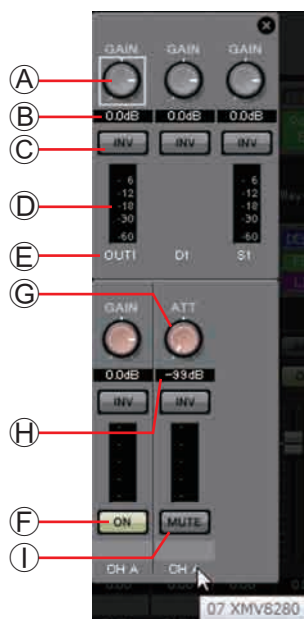 GAIN GAIN GAIN
A
B 0.0dB 0.0dB 0.0dB
C INV INV INV
- 6 - 6
-12 -12
D -18 -18
-30 -30
-60 -60
E OUT1 D1 S1
G GAIN ATT
0.0dB -99dB
H INV INV
F ON MUTE
I
CH A CH A
07 XMV8280